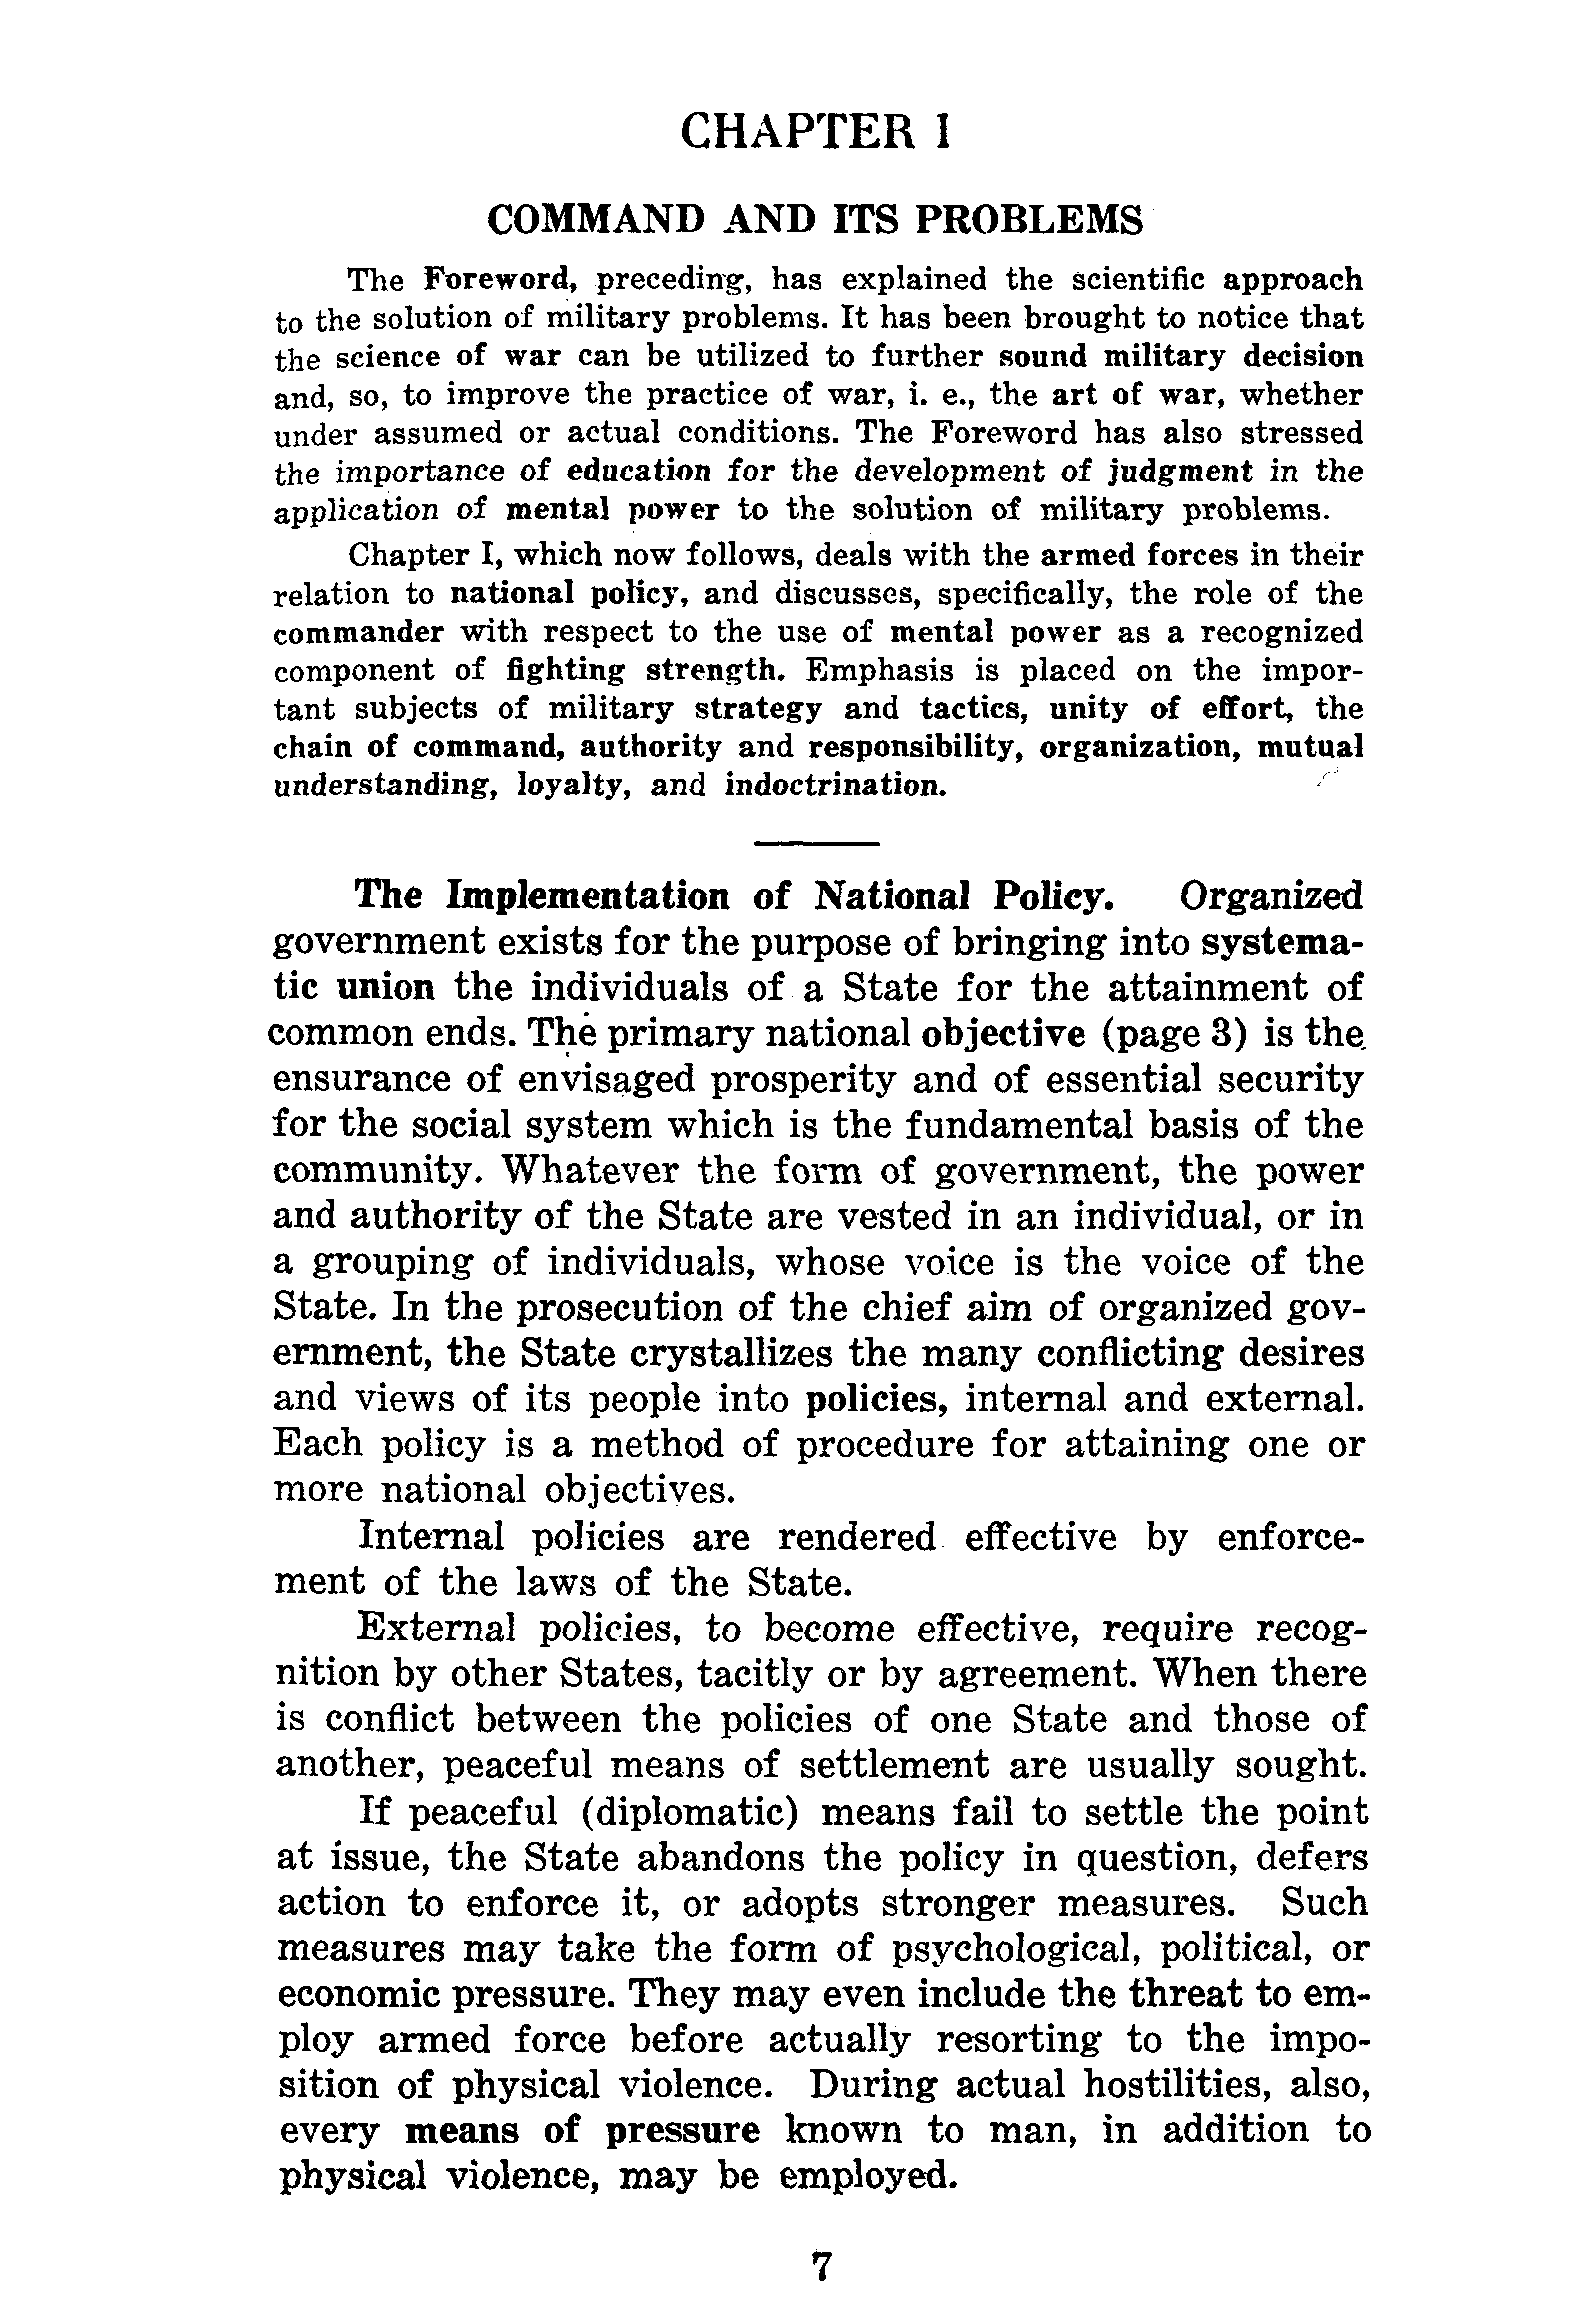 CHAPTER I
COMMAND AND ITS PROBLEMS
The Foreword, preceding, has explained the scientific approach
to the solution of military problems. It has been brought to notice that
the science of war can be utilized to further sound military decision
and, so, to improve the practice of war, i. e., the art of war, whether
under assumed or actual conditions. The Foreword has also stressed
the importance of education for the development of judgment in the
application of mental power to the solution of military problems.
Chapter I, which now follows, deals with the armed forces in their
relation to national policy, and discusses, specifically, the role of the
commander with respect to the use of mental power as a recognized
component of fighting strength. Emphasis is placed on the impor-
tant subjects of military strategy and tactics, unity of effort, the
chain of command, authority and responsibility, organization, mutual
understanding, loyalty, and indoctrination.
The Implementation of National Policy. Organized
government exists for the purpose of bringing into systema-
tic union the individuals of a State for the attainment of
common ends. The primary national objective (page 3) is the
ensurance of envisaged prosperity and of essential security
for the social system which is the fundamental basis of the
community. Whatever the form of government, the power
and authority of the State are vested in an individual, or in
a grouping of individuals, whose voice is the voice of the
State. In the prosecution of the chief aim of organized gov-
ernment, the State crystallizes the many conflicting desires
and views of its people into policies, internal and external.
Each policy is a method of procedure for attaining one or
more national objectives.
Internal policies are rendered effective by enforce-
ment of the laws of the State.
External policies, to become effective, require recog-
nition by other States, tacitly or by agreement. When there
is conflict between the policies of one State and those of
another, peaceful means of settlement are usually sought.
If peaceful (diplomatic) means fail to settle the point
at issue, the State abandons the policy in question, defers
action to enforce it, or adopts stronger measures. Such
measures may take the form of psychological, political, or
economic pressure. They may even include the threat to em-
ploy armed force before actually resorting to the impo-
sition of physical violence. During actual hostilities, also,
every means of pressure known to man, in addition to
physical violence, may be employed.
7